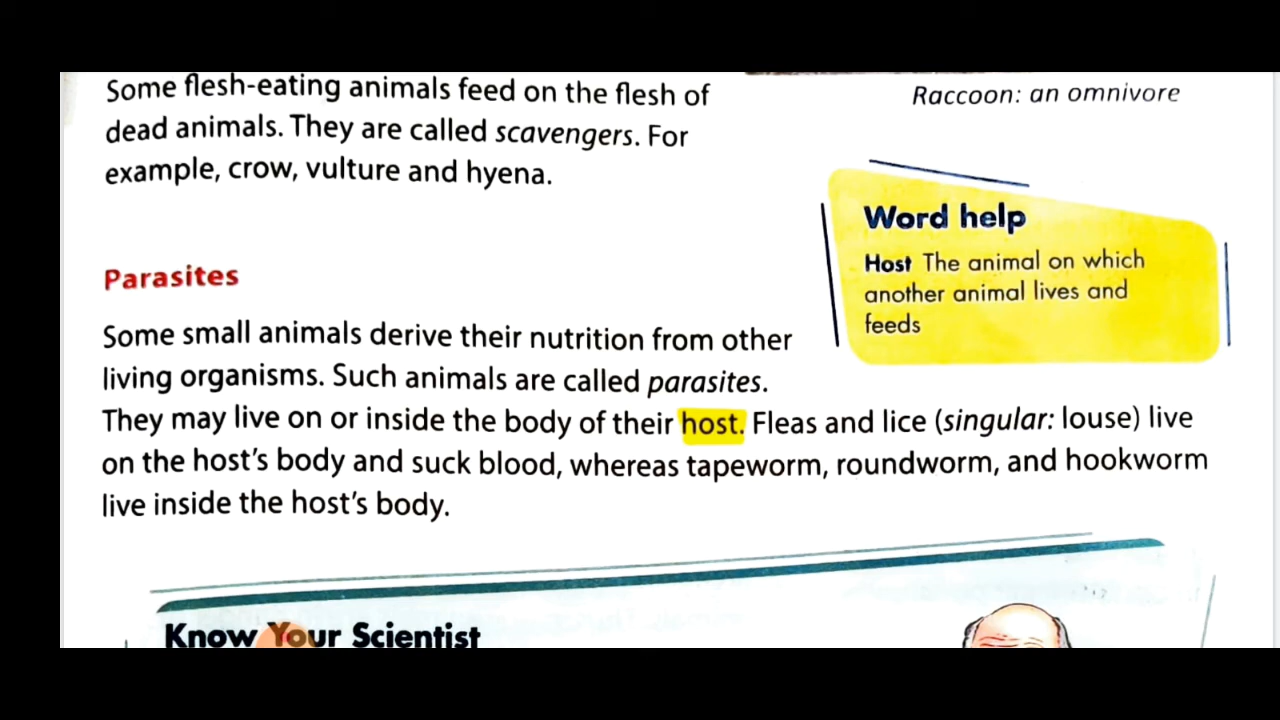 Some flesh-eating animals feed on the flesh of
dead animals. They are called scavengers. For
example, crow, vulture and hyena.
Raccoon: an omnivore
Word help
Host The animal on which
another animal lives and
feeds
Parasites
Some small animals derive their nutrition from other
living organisms. Such animals are called parasites.
They may live on or inside the body of their host. Fleas and lice (singular: louse) live
on the host's body and suck blood, whereas tapeworm, roundworm, and hookworm
live inside the host's body.
Know Your Scientist